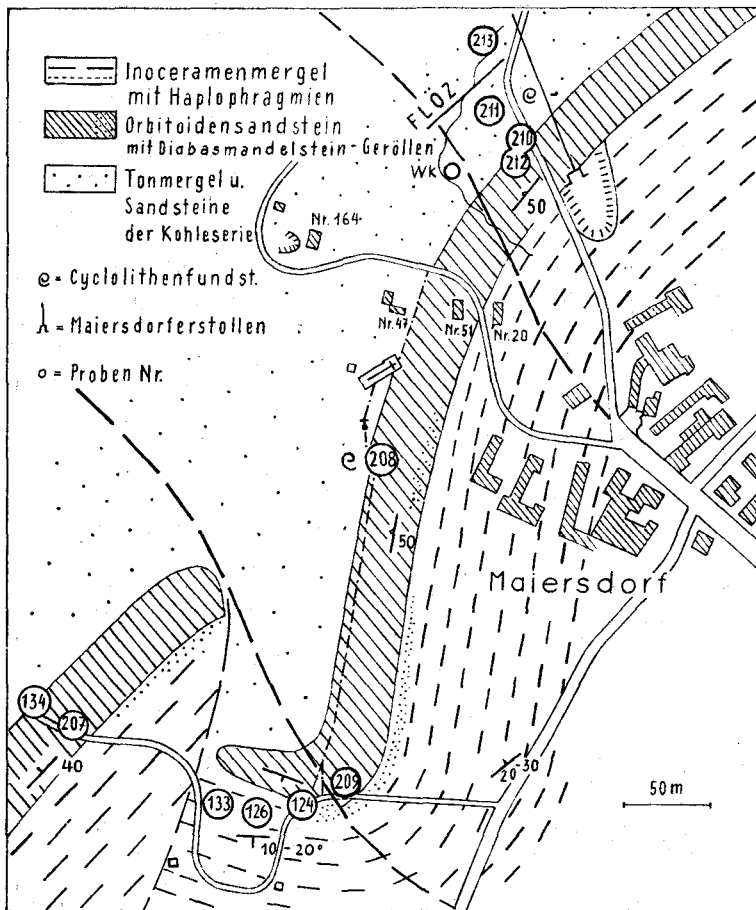 Inoceramenmergel
mit Haplophragmien
Orbitoidensandstein
mit Diabasmandelstein-Geröllen
Tonmergel u.
Sandsteine
der Kohleserie
= Cyclolithenfundst.
= Maiersdorferstollen
o = Proben Nr.
213
FLÖZ
211
210
212
Wk
50
Nr. 164
Nr. 47
Nr. 51
Nr. 20
208
50
Maiersdorf
134
207
40
209
20-30
133
126
124
10-20°
50 m